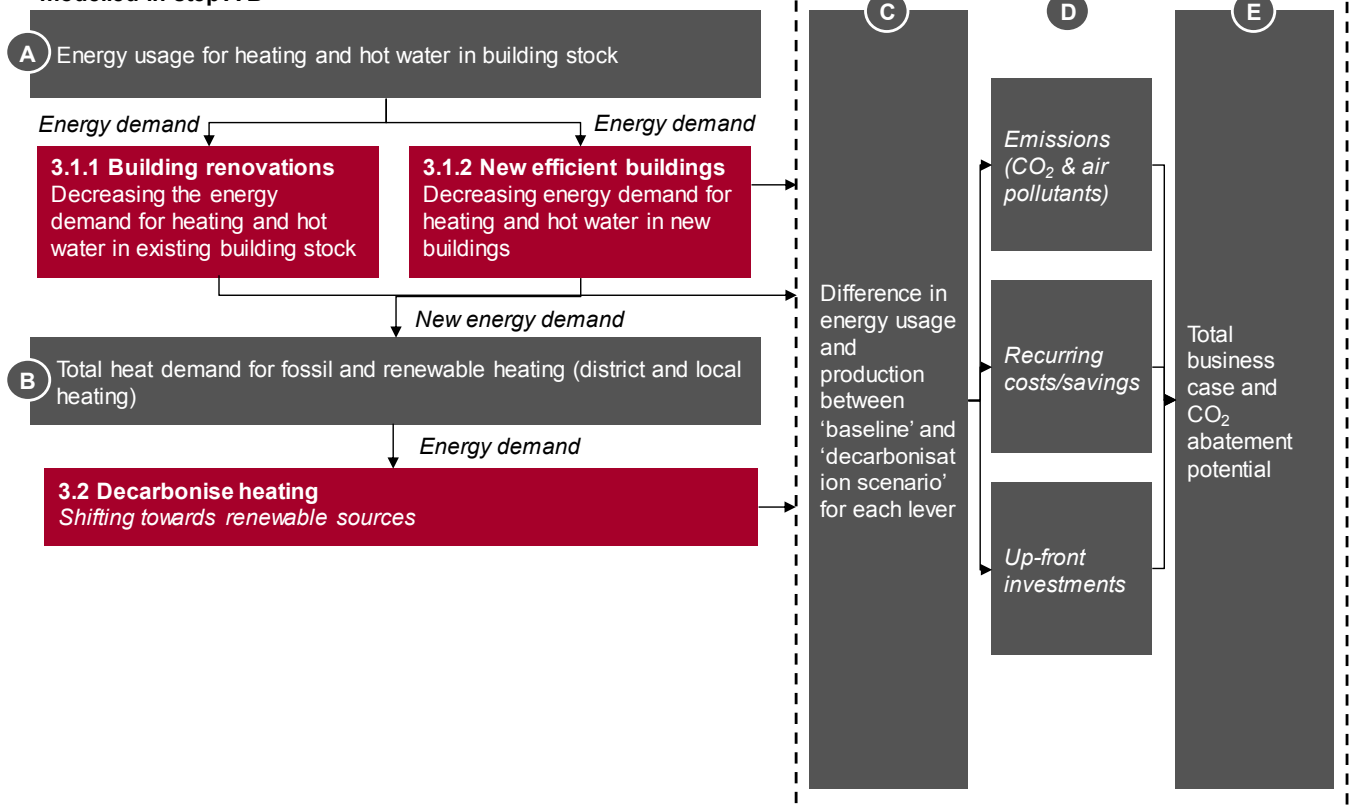 C
D
E
A
Energy usage for heating and hot water in building stock
Energy demand
Energy demand
3.1.1 Building renovations
Decreasing the energy
demand for heating and hot
water in existing building stock
3.1.2 New efficient buildings
Decreasing energy demand for
heating and hot water in new
buildings
New energy demand
B
Total heat demand for fossil and renewable heating (district and local
heating)
Energy demand
3.2 Decarbonise heating
Shifting towards renewable sources
Difference in
energy usage
and
production
between
‘baseline’ and
‘decarbonisat
ion scenario’
for each lever
Emissions
(CO₂ & air
pollutants)
Recurring
costs/savings
Up-front
investments
Total
business
case and
CO₂
abatement
potential